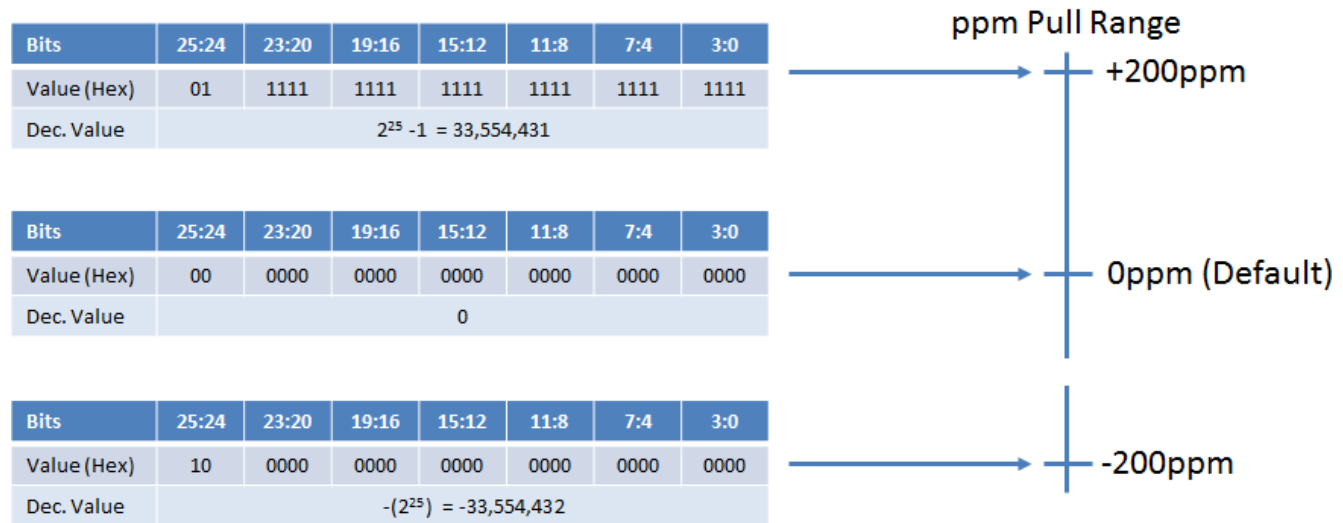 ppm Pull Range
Bits 25:24 23:20 19:16 15:12 11:8 7:4 3:0
Value (Hex) 01 1111 1111 1111 1111 1111 1111
Dec. Value 2²⁵ -1 = 33,554,431
+200ppm
Bits 25:24 23:20 19:16 15:12 11:8 7:4 3:0
Value (Hex) 00 0000 0000 0000 0000 0000 0000
Dec. Value 0
0ppm (Default)
Bits 25:24 23:20 19:16 15:12 11:8 7:4 3:0
Value (Hex) 10 0000 0000 0000 0000 0000 0000
Dec. Value -(2²⁵) = -33,554,432
-200ppm